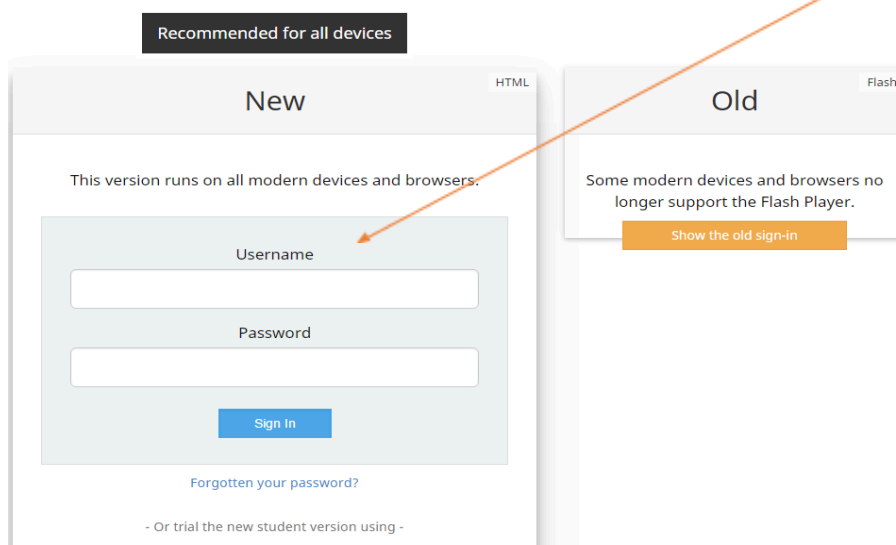 Recommended for all devices
New
HTML
This version runs on all modern devices and browsers.
Username
Password
Sign In
Forgotten your password?
- Or trial the new student version using -
Old
Flash
Some modern devices and browsers no
longer support the Flash Player.
Show the old sign-in